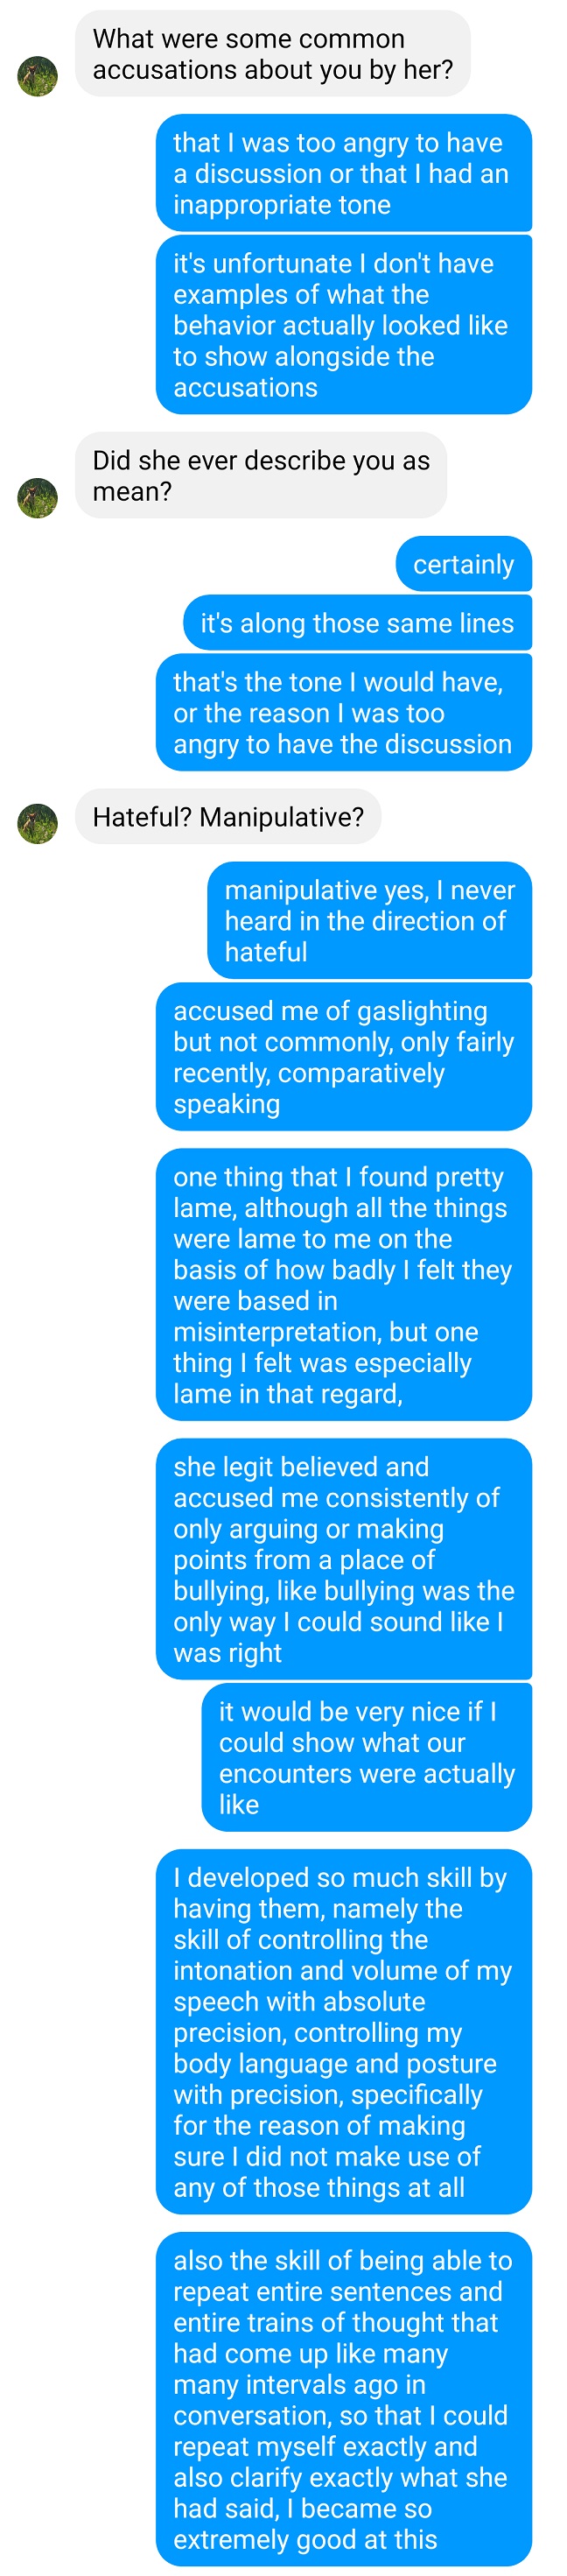 What were some common
accusations about you by her?
that I was too angry to have
a discussion or that I had an
inappropriate tone
it's unfortunate I don't have
examples of what the
behavior actually looked like
to show alongside the
accusations
Did she ever describe you as
mean?
certainly
it's along those same lines
that's the tone I would have,
or the reason I was too
angry to have the discussion
Hateful? Manipulative?
manipulative yes, I never
heard in the direction of
hateful
accused me of gaslighting
but not commonly, only fairly
recently, comparatively
speaking
one thing that I found pretty
lame, although all the things
were lame to me on the
basis of how badly I felt they
were based in
misinterpretation, but one
thing I felt was especially
lame in that regard,
she legit believed and
accused me consistently of
only arguing or making
points from a place of
bullying, like bullying was the
only way I could sound like I
was right
it would be very nice if I
could show what our
encounters were actually
like
I developed so much skill by
having them, namely the
skill of controlling the
intonation and volume of my
speech with absolute
precision, controlling my
body language and posture
with precision, specifically
for the reason of making
sure I did not make use of
any of those things at all
also the skill of being able to
repeat entire sentences and
entire trains of thought that
had come up like many
many intervals ago in
conversation, so that I could
repeat myself exactly and
also clarify exactly what she
had said, I became so
extremely good at this